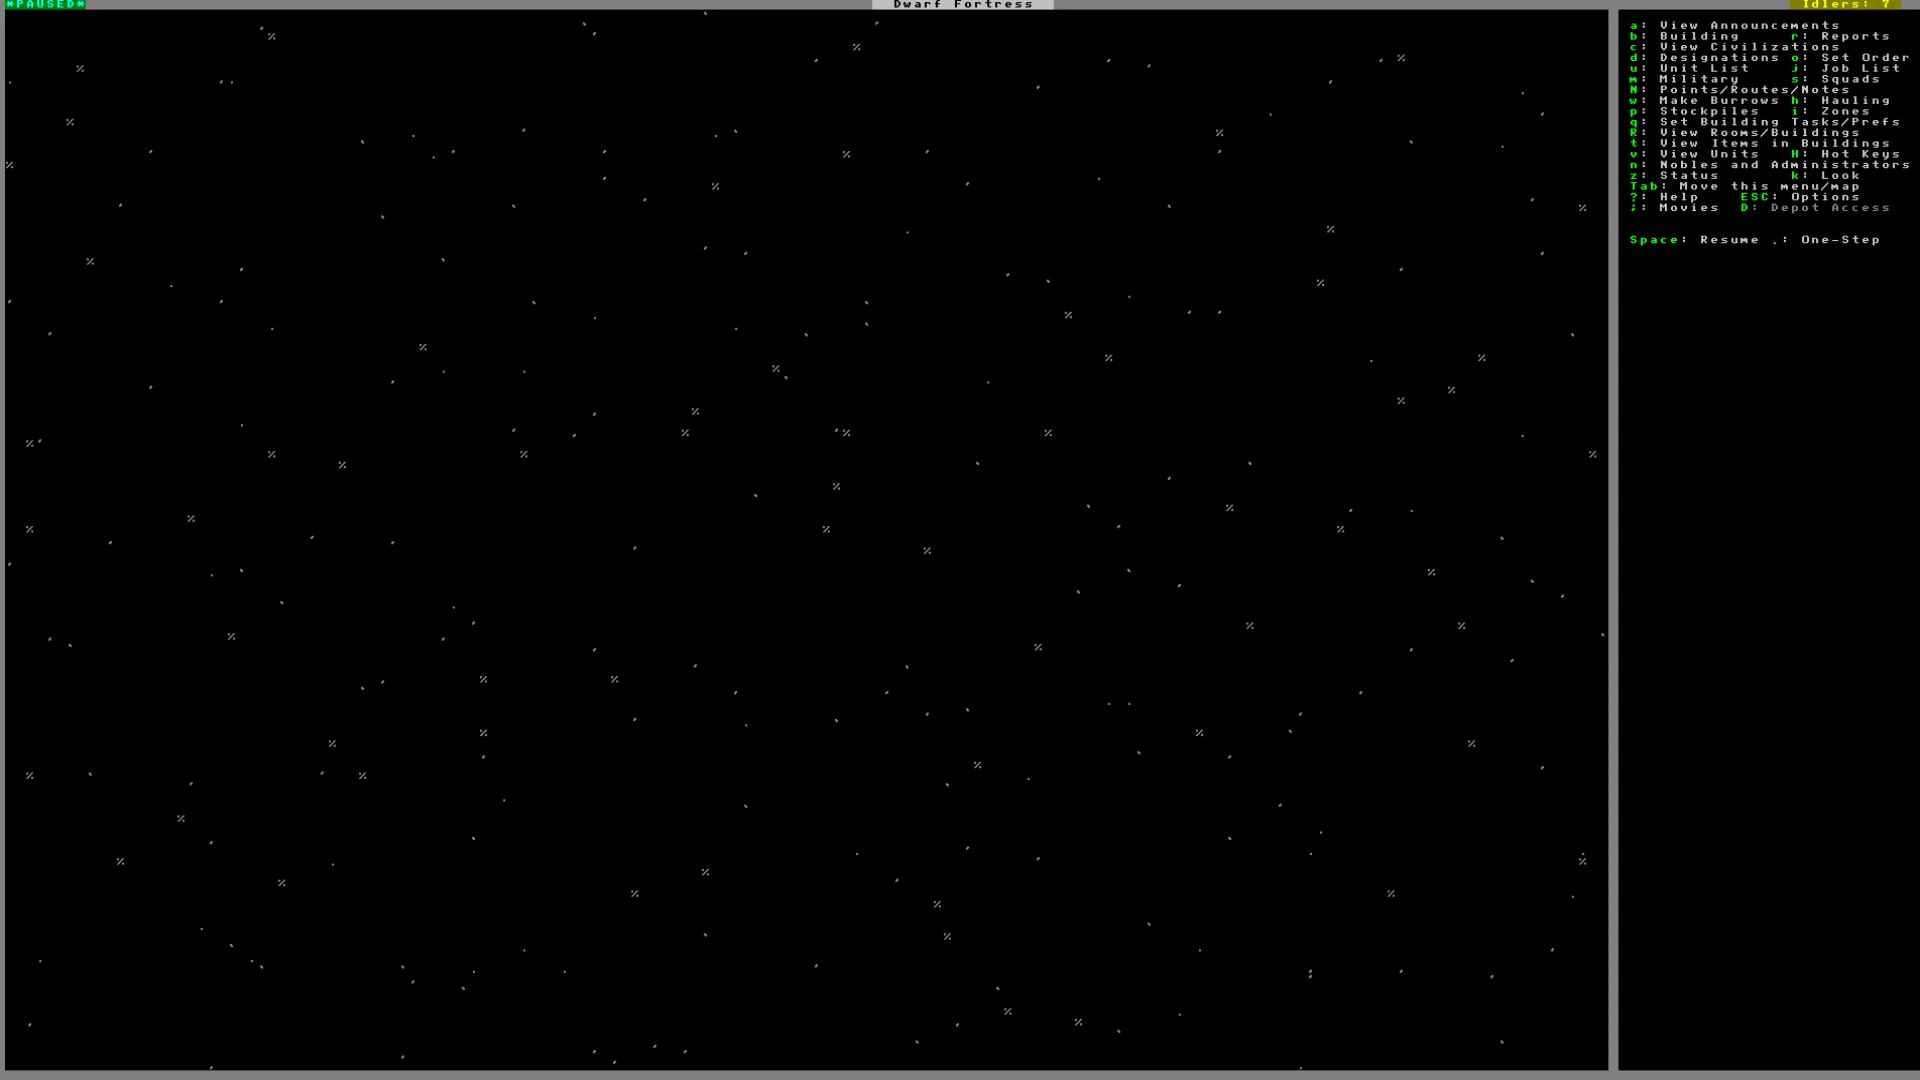 *PAUSED* Dwarf Fortress Idlers: 7
a: View Announcements
b: Building r: Reports
c: View Civilizations
d: Designations o: Set Order
u: Unit List j: Job List
m: Military s: Squads
N: Points/Routes/Notes
w: Make Burrows h: Hauling
p: Stockpiles i: Zones
q: Set Building Tasks/Prefs
R: View Rooms/Buildings
t: View Items in Buildings
v: View Units H: Hot Keys
n: Nobles and Administrators
z: Status k: Look
Tab: Move this menu/map
?: Help ESC: Options
;: Movies D: Depot Access
Space: Resume .: One-Step